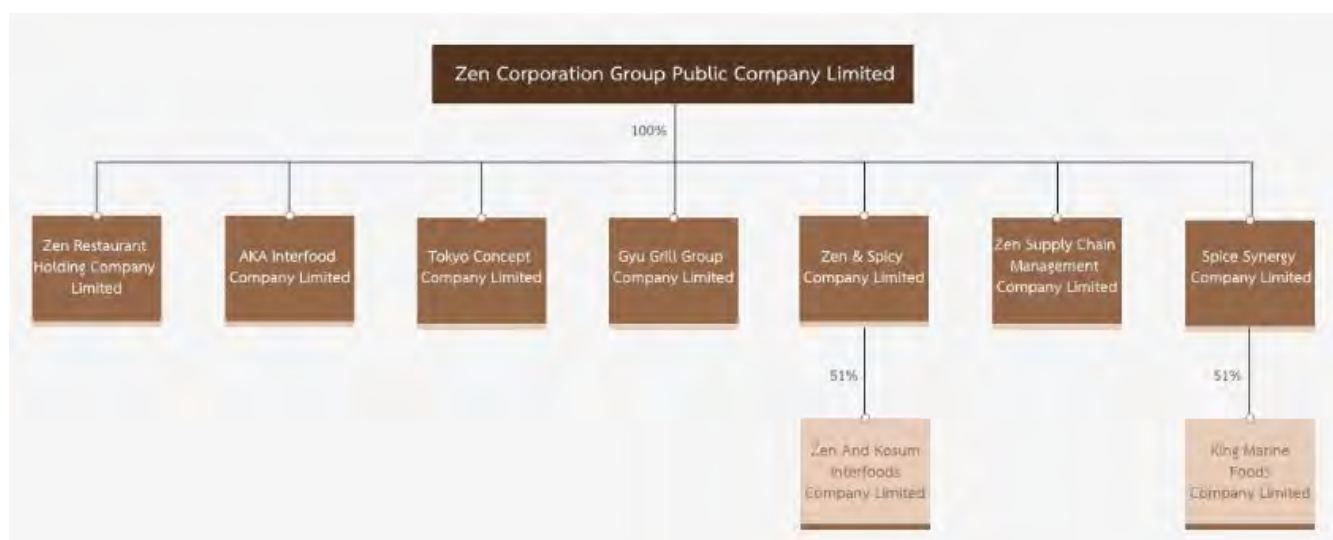 Zen Corporation Group Public Company Limited
100%
Zen Restaurant
Holding Company
Limited
AKA Interfood
Company Limited
Tokyo Concept
Company Limited
Gyu Grill Group
Company Limited
Zen & Spicy
Company Limited
Zen Supply Chain
Management
Company Limited
Spice Synergy
Company Limited
51%
51%
Zen And Kosum
Interfoods
Company Limited
King Marine
Foods
Company Limited